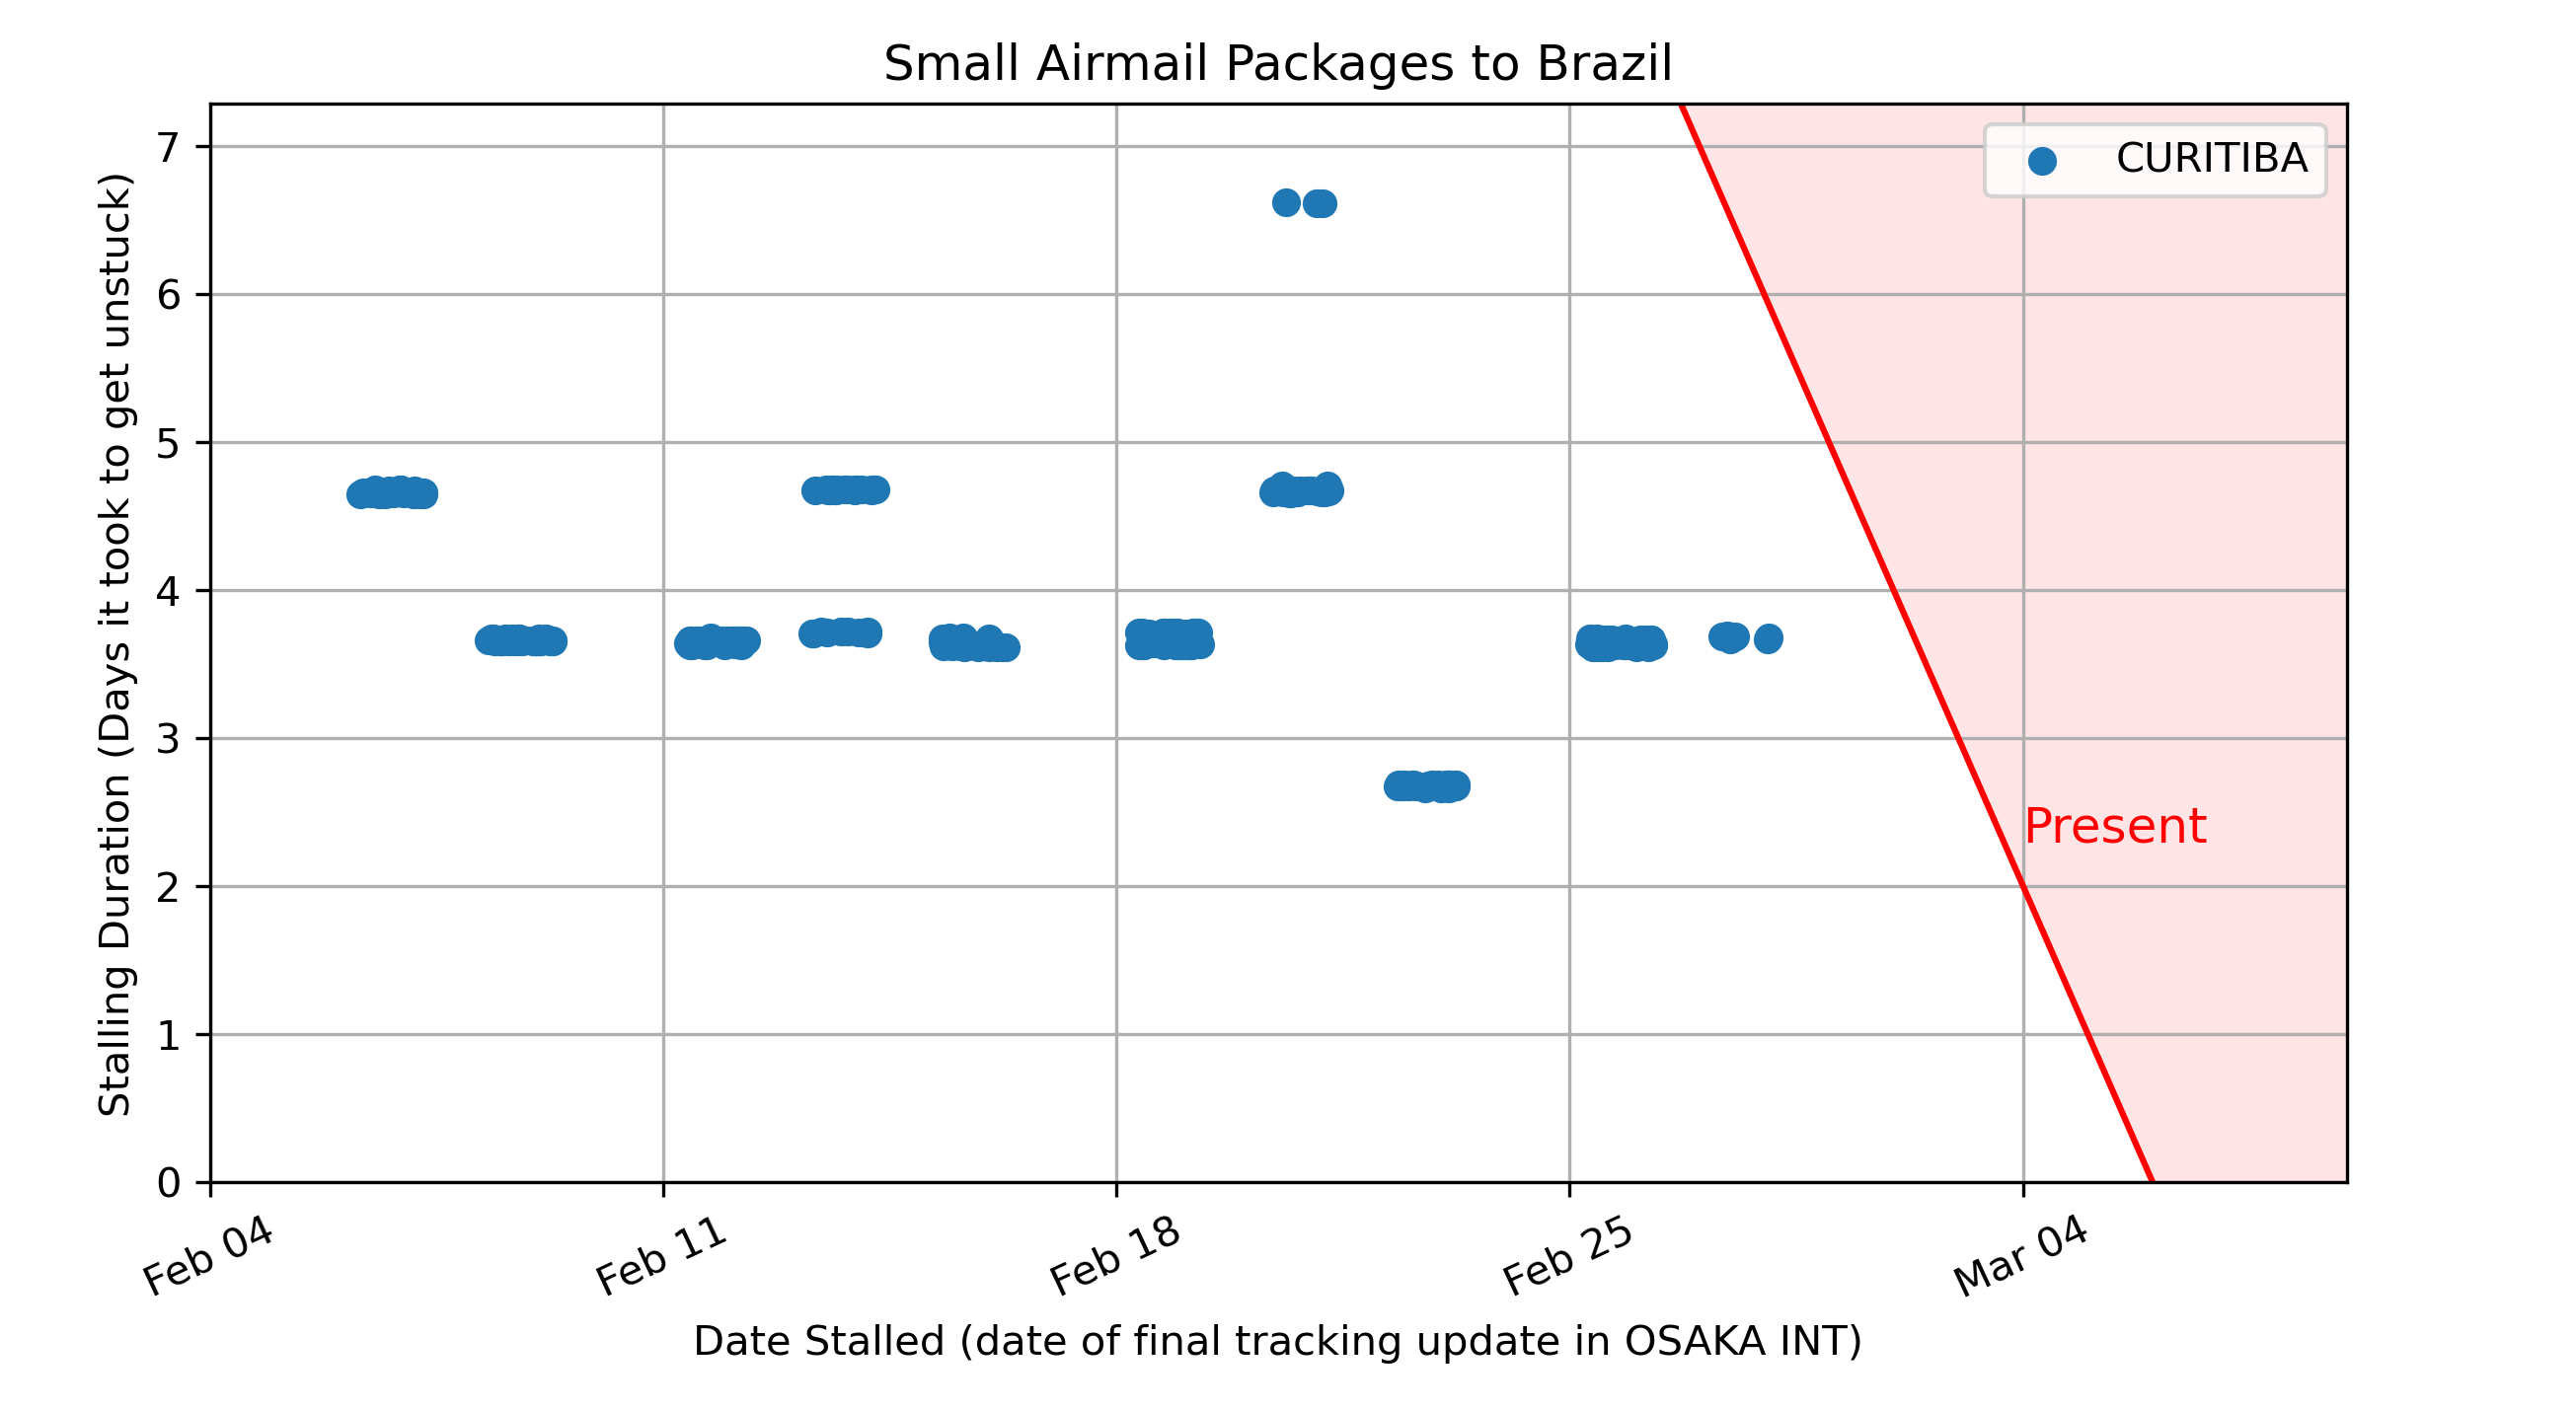 Small Airmail Packages to Brazil
CURITIBA
Stalling Duration (Days it took to get unstuck)
7
6
5
4
3
2
1
0
Present
Feb 04
Feb 11
Feb 18
Feb 25
Mar 04
Date Stalled (date of final tracking update in OSAKA INT)